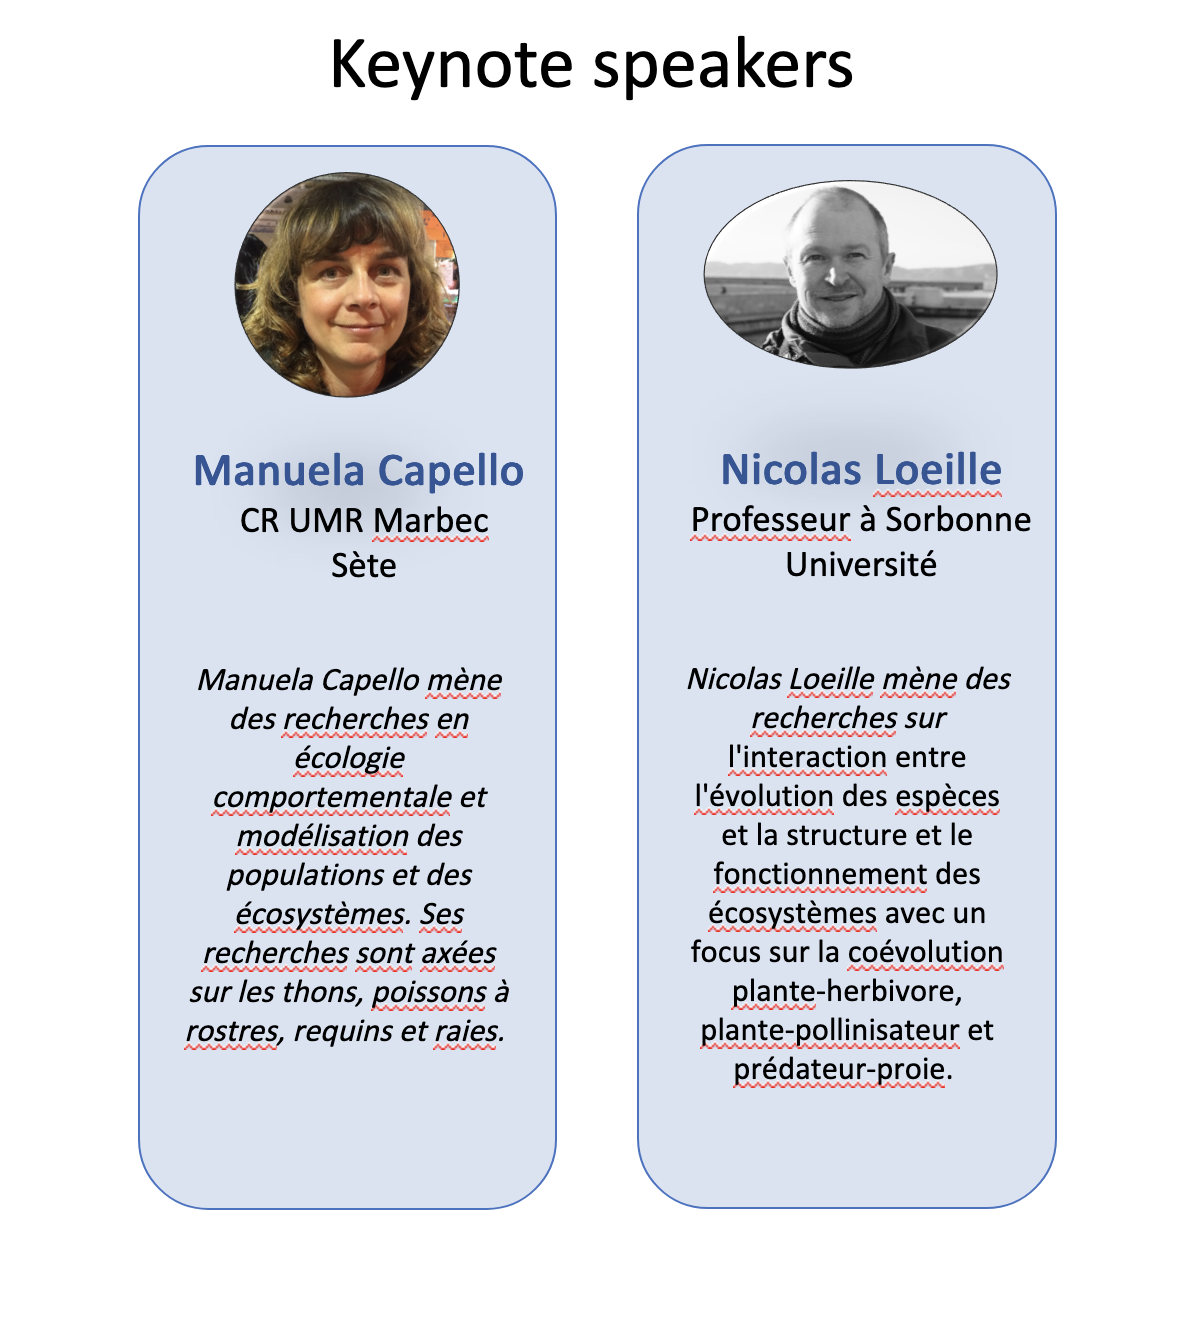 Keynote speakers
Manuela Capello
CR UMR Marbec
Sète
Manuela Capello mène
des recherches en
écologie
comportementale et
modélisation des
populations et des
écosystèmes. Ses
recherches sont axées
sur les thons, poissons à
rostres, requins et raies.
Nicolas Loeille
Professeur à Sorbonne
Université
Nicolas Loeille mène des
recherches sur
l'interaction entre
l'évolution des espèces
et la structure et le
fonctionnement des
écosystèmes avec un
focus sur la coévolution
plante-herbivore,
plante-pollinisateur et
prédateur-proie.